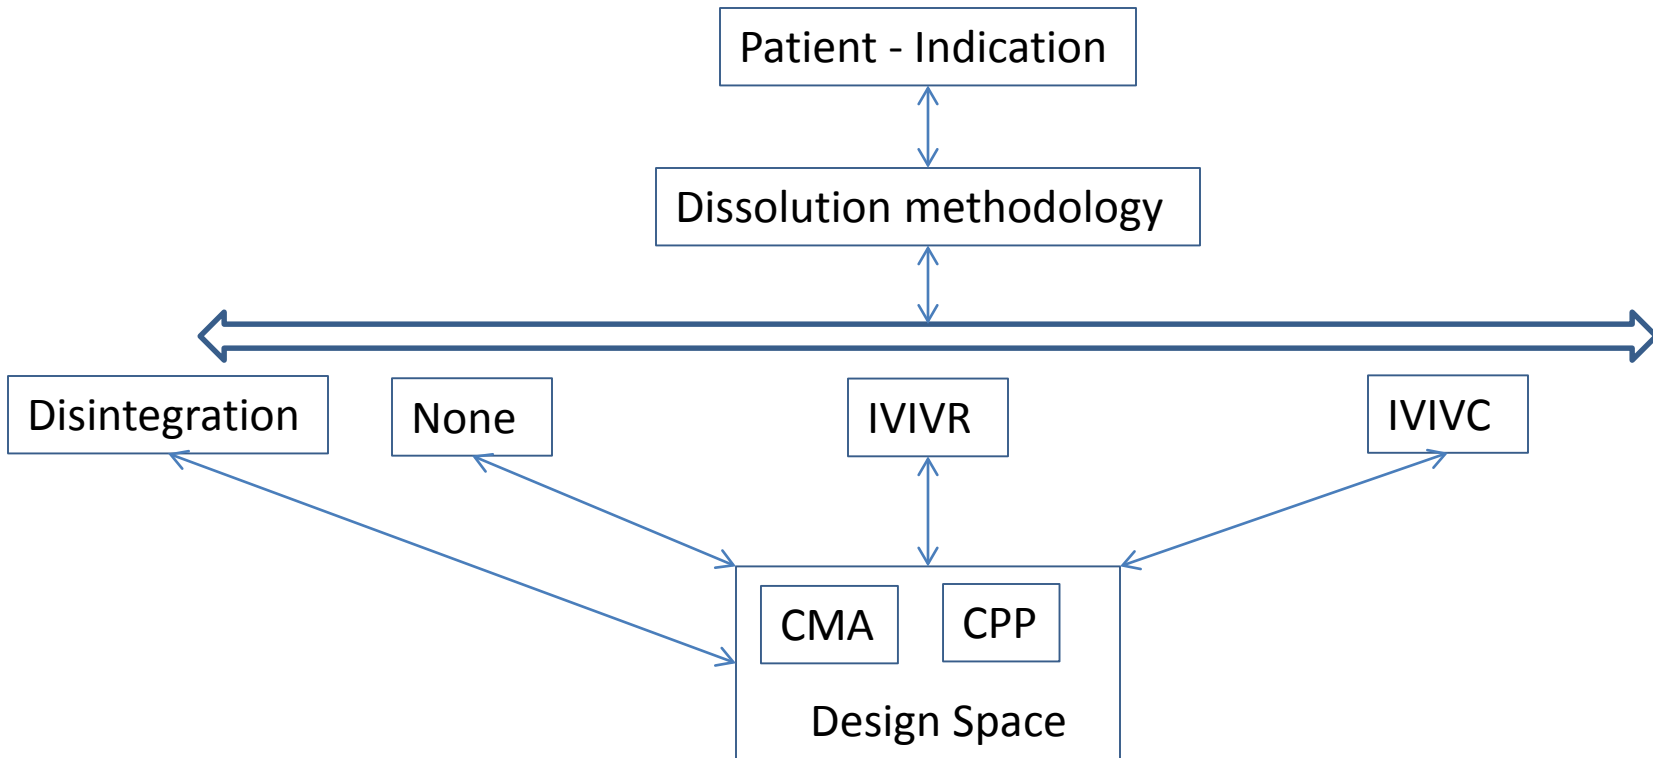 Patient - Indication
Dissolution methodology
Disintegration
None
IVIVR
IVIVC
CMA
CPP
Design Space